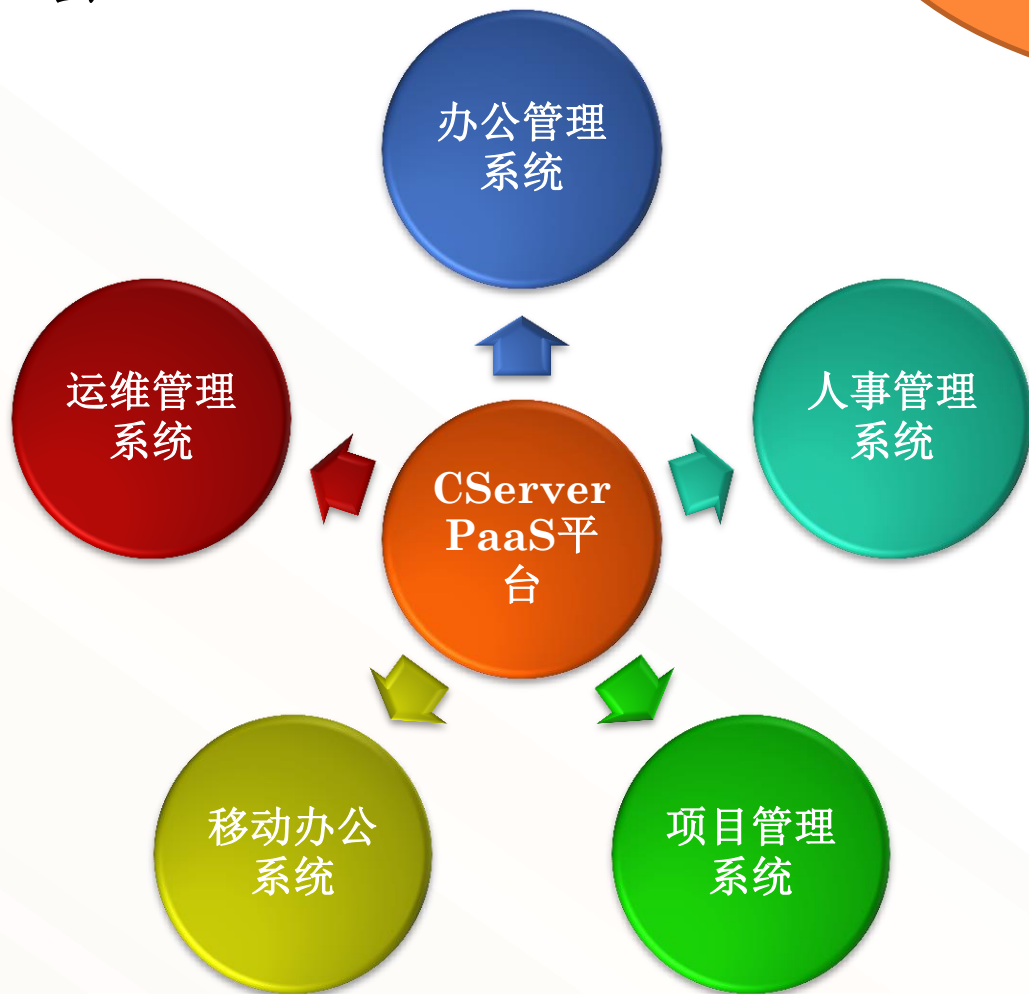 办公管理
系统
运维管理
系统
人事管理
系统
CServer
PaaS平
台
移动办公
系统
项目管理
系统